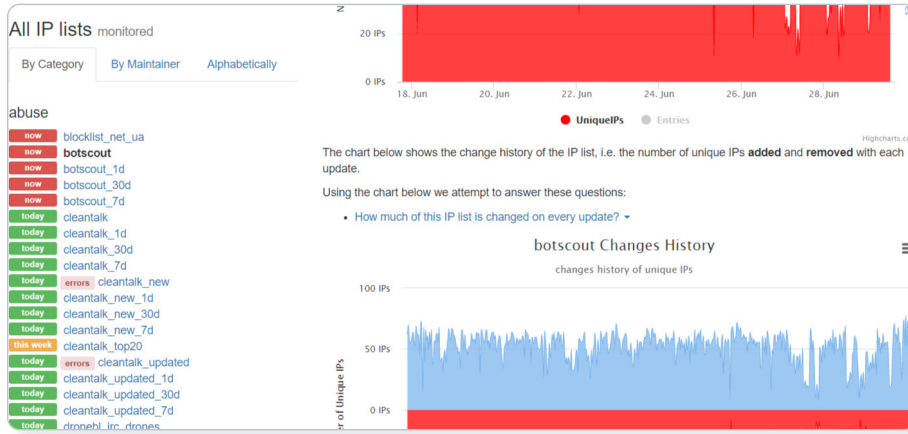 All IP lists monitored
By Category
By Maintainer
Alphabetically
abuse
now blocklist_net_ua
now botscout
now botscout_1d
now botscout_30d
now botscout_7d
today cleantalk
today cleantalk_1d
today cleantalk_30d
today cleantalk_7d
today errors cleantalk_new
today cleantalk_new_1d
today cleantalk_new_30d
today cleantalk_new_7d
this week cleantalk_top20
today errors cleantalk_updated
today cleantalk_updated_1d
today cleantalk_updated_30d
today cleantalk_updated_7d
today dronebl_irc_drones
N
20 IPs
0 IPs
18. Jun
20. Jun
22. Jun
24. Jun
26. Jun
28. Jun
UniqueIPs
Entries
Highcharts.c
The chart below shows the change history of the IP list, i.e. the number of unique IPs added and removed with each
update.
Using the chart below we attempt to answer these questions:
How much of this IP list is changed on every update?
botscout Changes History
changes history of unique IPs
100 IPs
50 IPs
0 IPs
r of Unique IPs